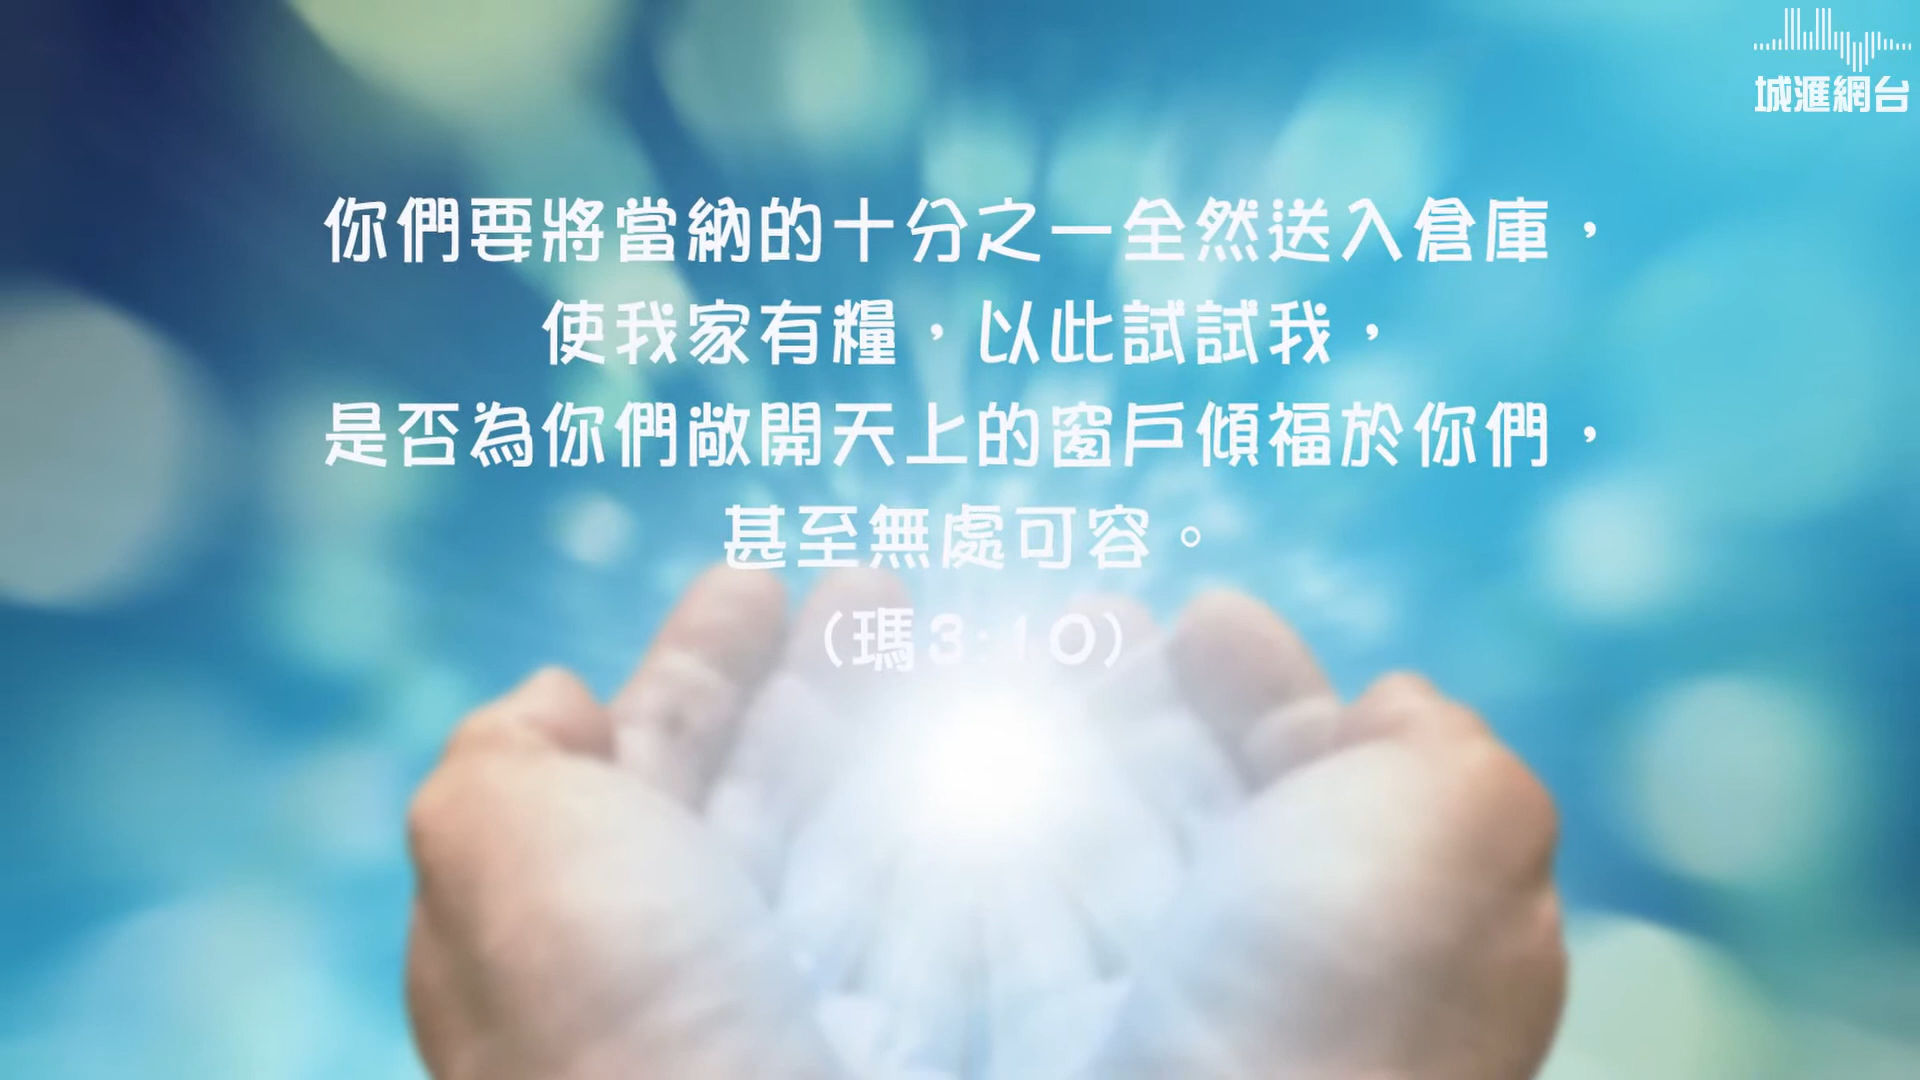 城滙網台
你們要將當納的十分之一全然送入倉庫，
使我家有糧，以此試試我，
是否為你們敞開天上的窗戶傾福於你們，
甚至無處可容。
（瑪3:10）